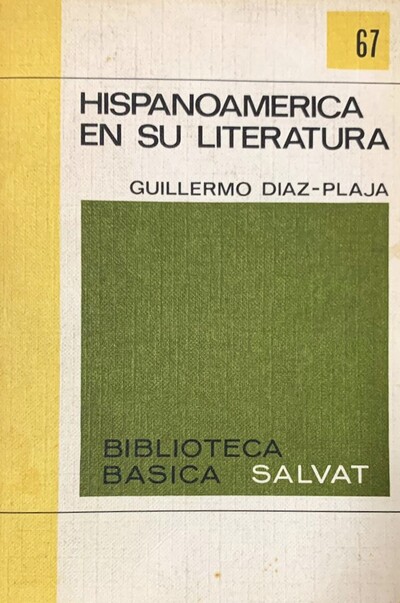 67
HISPANOAMERICA
EN SU LITERATURA
GUILLERMO DIAZ-PLAJA
BIBLIOTECA
BASICA SALVAT